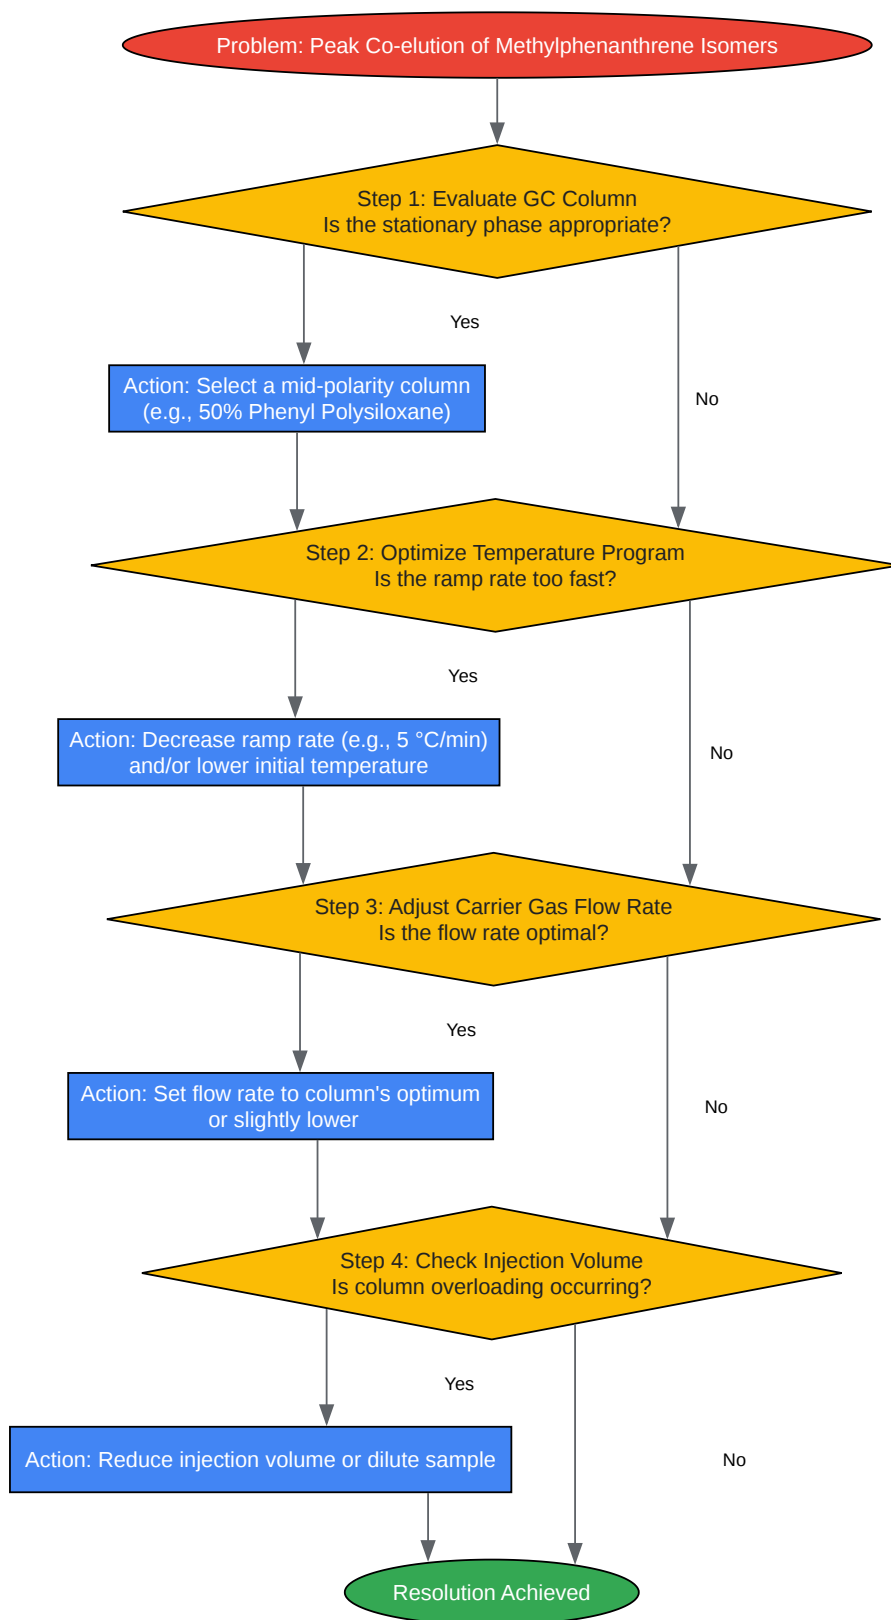 Problem: Peak Co-elution of Methylphenanthrene Isomers
Step 1: Evaluate GC Column
Is the stationary phase appropriate?
Yes
Action: Select a mid-polarity column
(e.g., 50% Phenyl Polysiloxane)
No
Step 2: Optimize Temperature Program
Is the ramp rate too fast?
Yes
Action: Decrease ramp rate (e.g., 5 °C/min)
and/or lower initial temperature
No
Step 3: Adjust Carrier Gas Flow Rate
Is the flow rate optimal?
Yes
Action: Set flow rate to column's optimum
or slightly lower
No
Step 4: Check Injection Volume
Is column overloading occurring?
Yes
Action: Reduce injection volume or dilute sample
No
Resolution Achieved